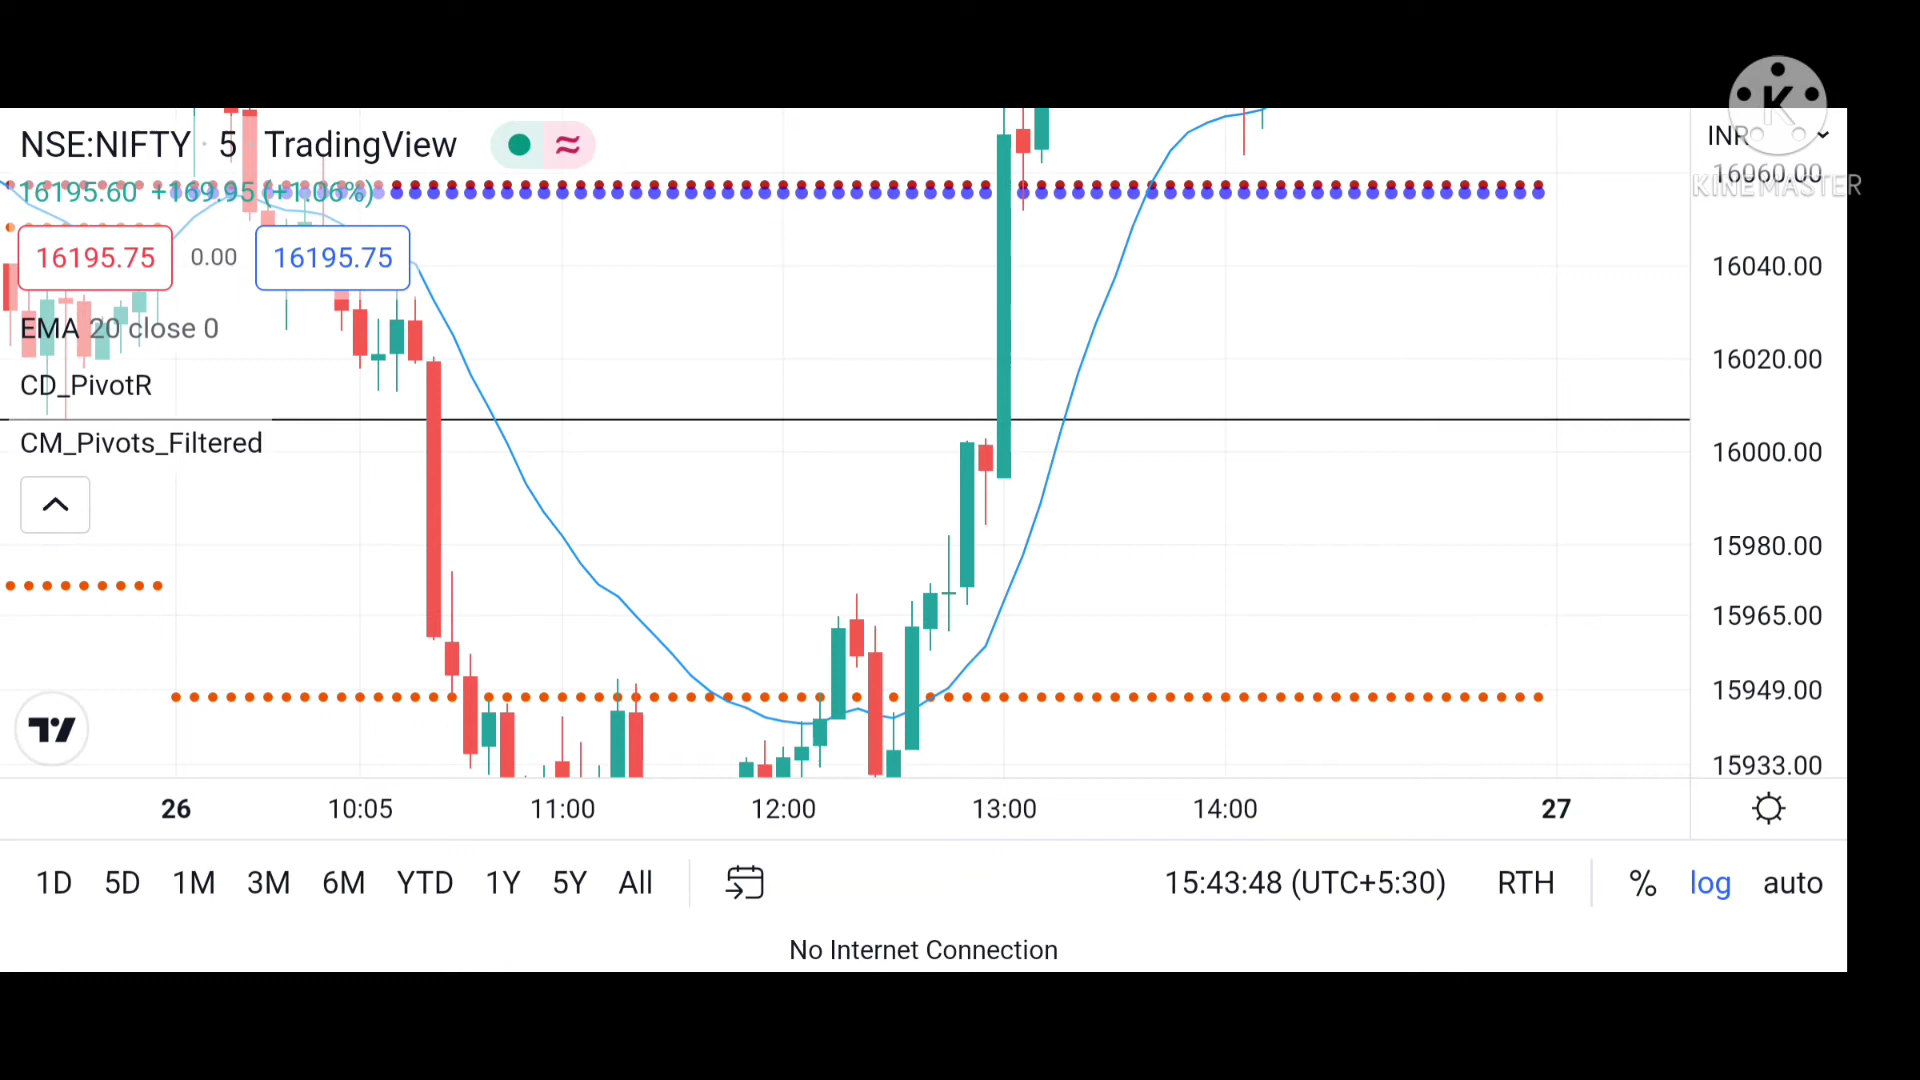 NSE:NIFTY · 5 TradingView
16195.60 +169.95 (+1.06%)
16195.75 0.00 16195.75
EMA 20 close 0
CD_PivotR
CM_Pivots_Filtered
K
INR
KINEMASTER
16060.00
16040.00
16020.00
16000.00
15980.00
15965.00
15949.00
15933.00
26 10:05 11:00 12:00 13:00 14:00 27
1D 5D 1M 3M 6M YTD 1Y 5Y All 15:43:48 (UTC+5:30) RTH % log auto
No Internet Connection